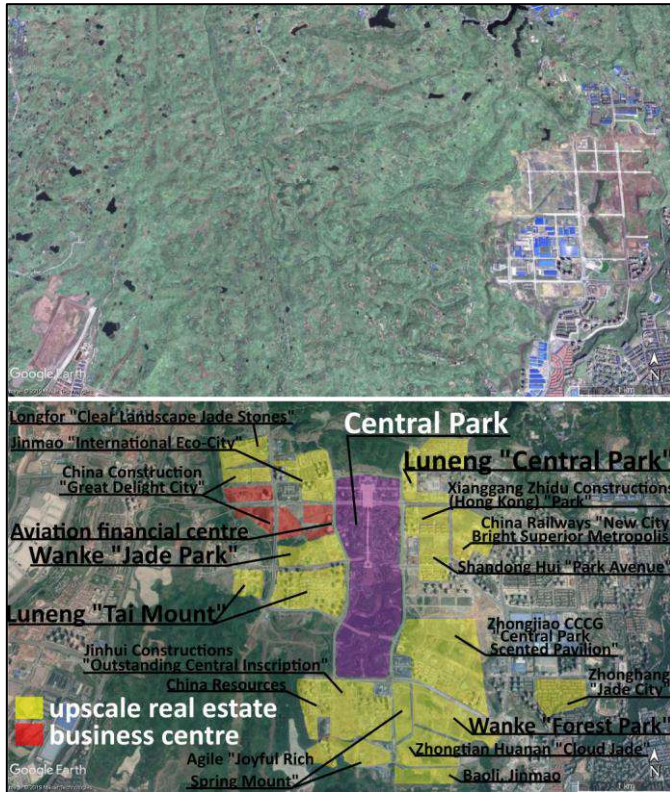 Google Earth
1 km
Longfor "Clear Landscape Jade Stones"
Jinmao "International Eco-City"
China Construction
"Great Delight City"
Aviation financial centre
Wanke "Jade Park"
Luneng "Tai Mount"
Jinhui Constructions
"Outstanding Central Inscription"
China Resources
Central Park
Luneng "Central Park"
Xianggang Zhidu Constructions
(Hong Kong) "Park"
China Railways "New City
Bright Superior Metropolis
Shandong Hui "Park Avenue"
Zhongjiao CCCG
"Central Park
Scented Pavilion"
Zhonghang
"Jade City"
upscale real estate
business centre
Wanke "Forest Park"
Zhongtian Huanan "Cloud Jade"
Agile "Joyful Rich
Spring Mount"
Baoli, Jinmao
Google Earth
1 km